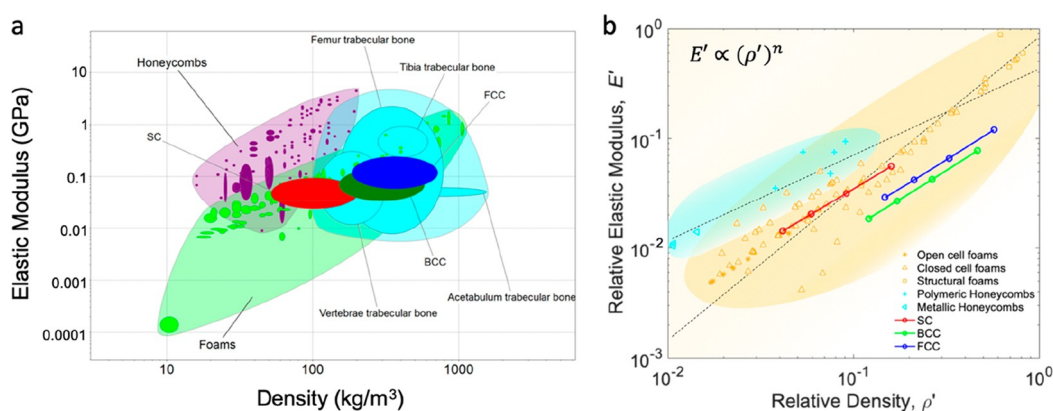 a
Elastic Modulus (GPa)
10
1
0.1
0.01
0.001
0.0001
10
100
1000
Density (kg/m³)
Honeycombs
Femur trabecular bone
Tibia trabecular bone
FCC
SC
BCC
Acetabulum trabecular bone
Vertebrae trabecular bone
Foams
b
E' ∝ (ρ')ⁿ
Relative Elastic Modulus, E'
10⁰
10⁻¹
10⁻²
10⁻³
10⁻²
10⁻¹
10⁰
Relative Density, ρ'
Open cell foams
Closed cell foams
Structural foams
Polymeric Honeycombs
Metallic Honeycombs
SC
BCC
FCC